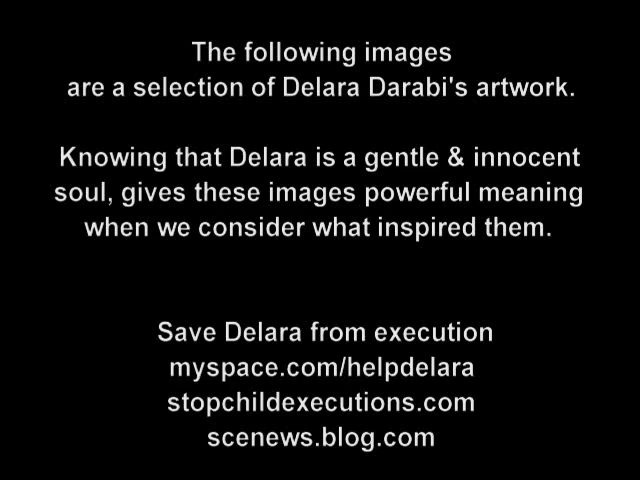 The following images
are a selection of Delara Darabi's artwork.
Knowing that Delara is a gentle & innocent
soul, gives these images powerful meaning
when we consider what inspired them.
Save Delara from execution
myspace.com/helpdelara
stopchildexecutions.com
scenews.blog.com